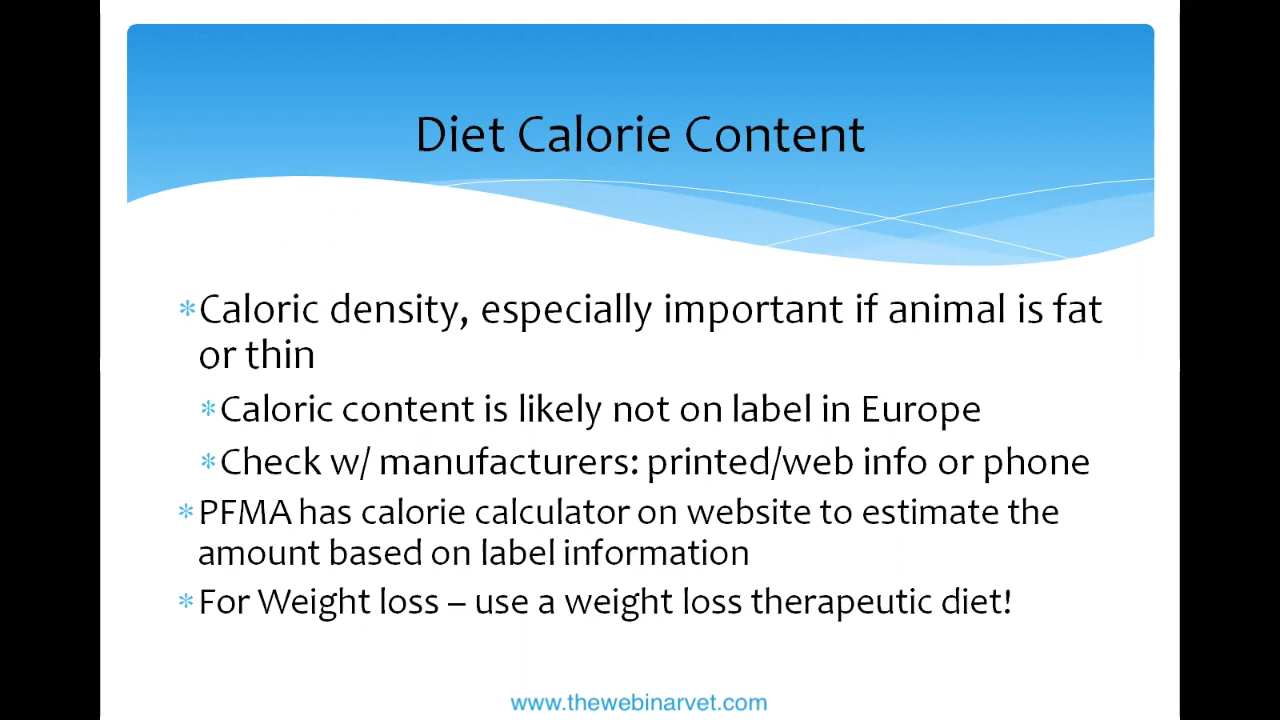 Diet Calorie Content
*Caloric density, especially important if animal is fat
or thin
*Caloric content is likely not on label in Europe
*Check w/ manufacturers: printed/web info or phone
*PFMA has calorie calculator on website to estimate the
amount based on label information
*For Weight loss – use a weight loss therapeutic diet!
www.thewebinarvet.com